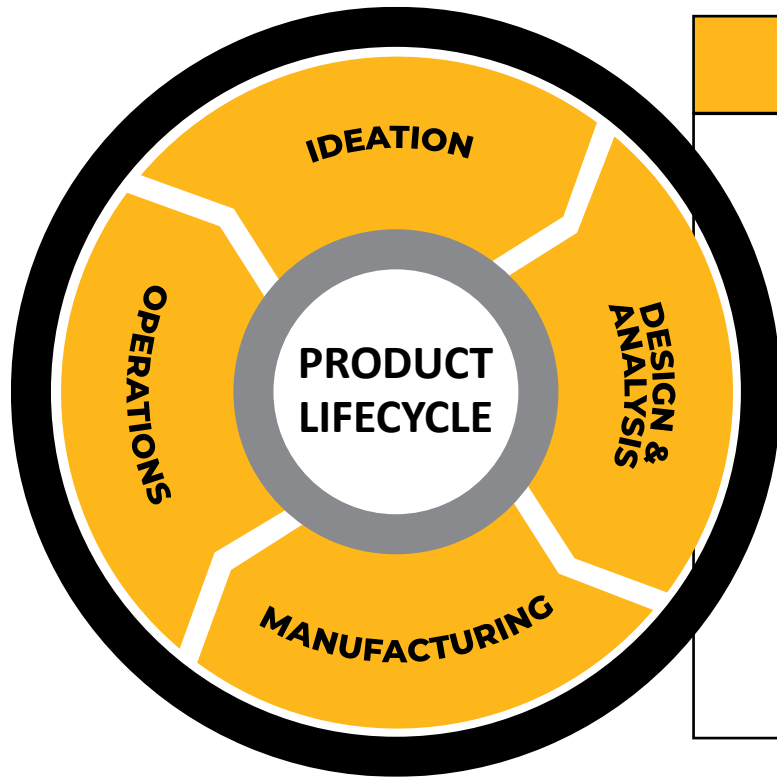 IDEATION
DESIGN &
ANALYSIS
MANUFACTURING
OPERATIONS
PRODUCT
LIFECYCLE